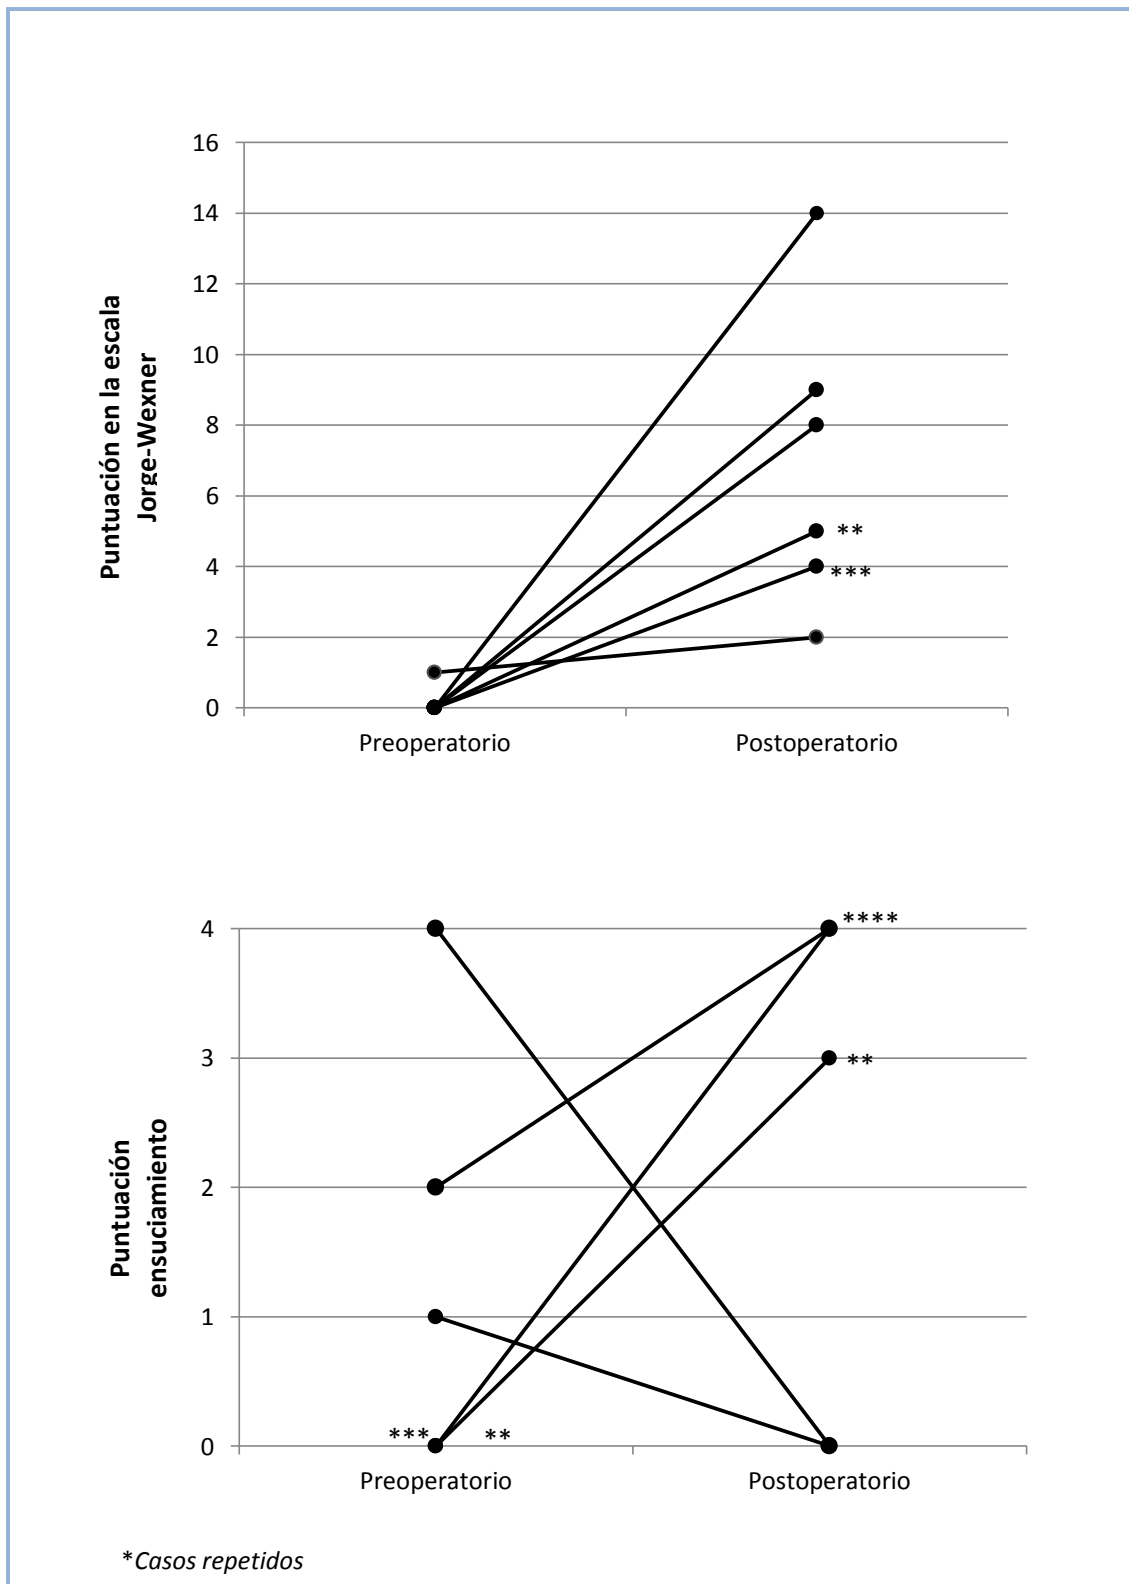 16
14
12
10
8
6
4
2
0
Puntuación en la escala
Jorge-Wexner
**
***
Preoperatorio
Postoperatorio
4
3
2
1
0
Puntuación
ensuciamiento
****
**
***
**
Preoperatorio
Postoperatorio
*Casos repetidos